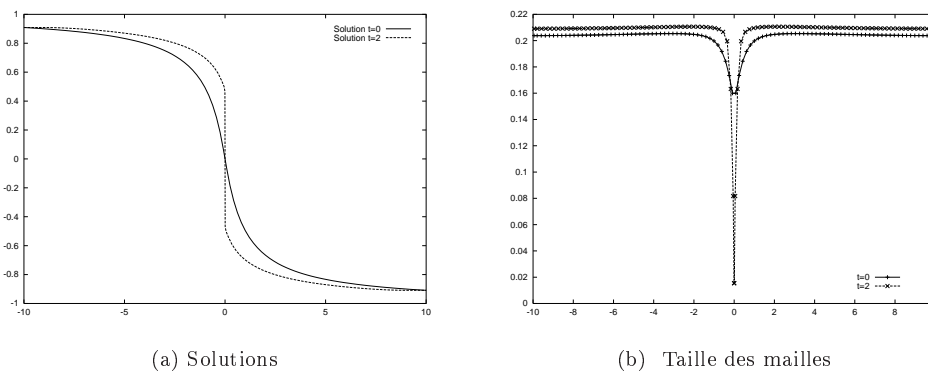 1
0.8
0.6
0.4
0.2
0
-0.2
-0.4
-0.6
-0.8
-1
-10 -5 0 5 10
Solution t=0
Solution t=2
(a) Solutions
0.22
0.2
0.18
0.16
0.14
0.12
0.1
0.08
0.06
0.04
0.02
0
-10 -8 -6 -4 -2 0 2 4 6 8
t=0
t=2
(b) Taille des mailles